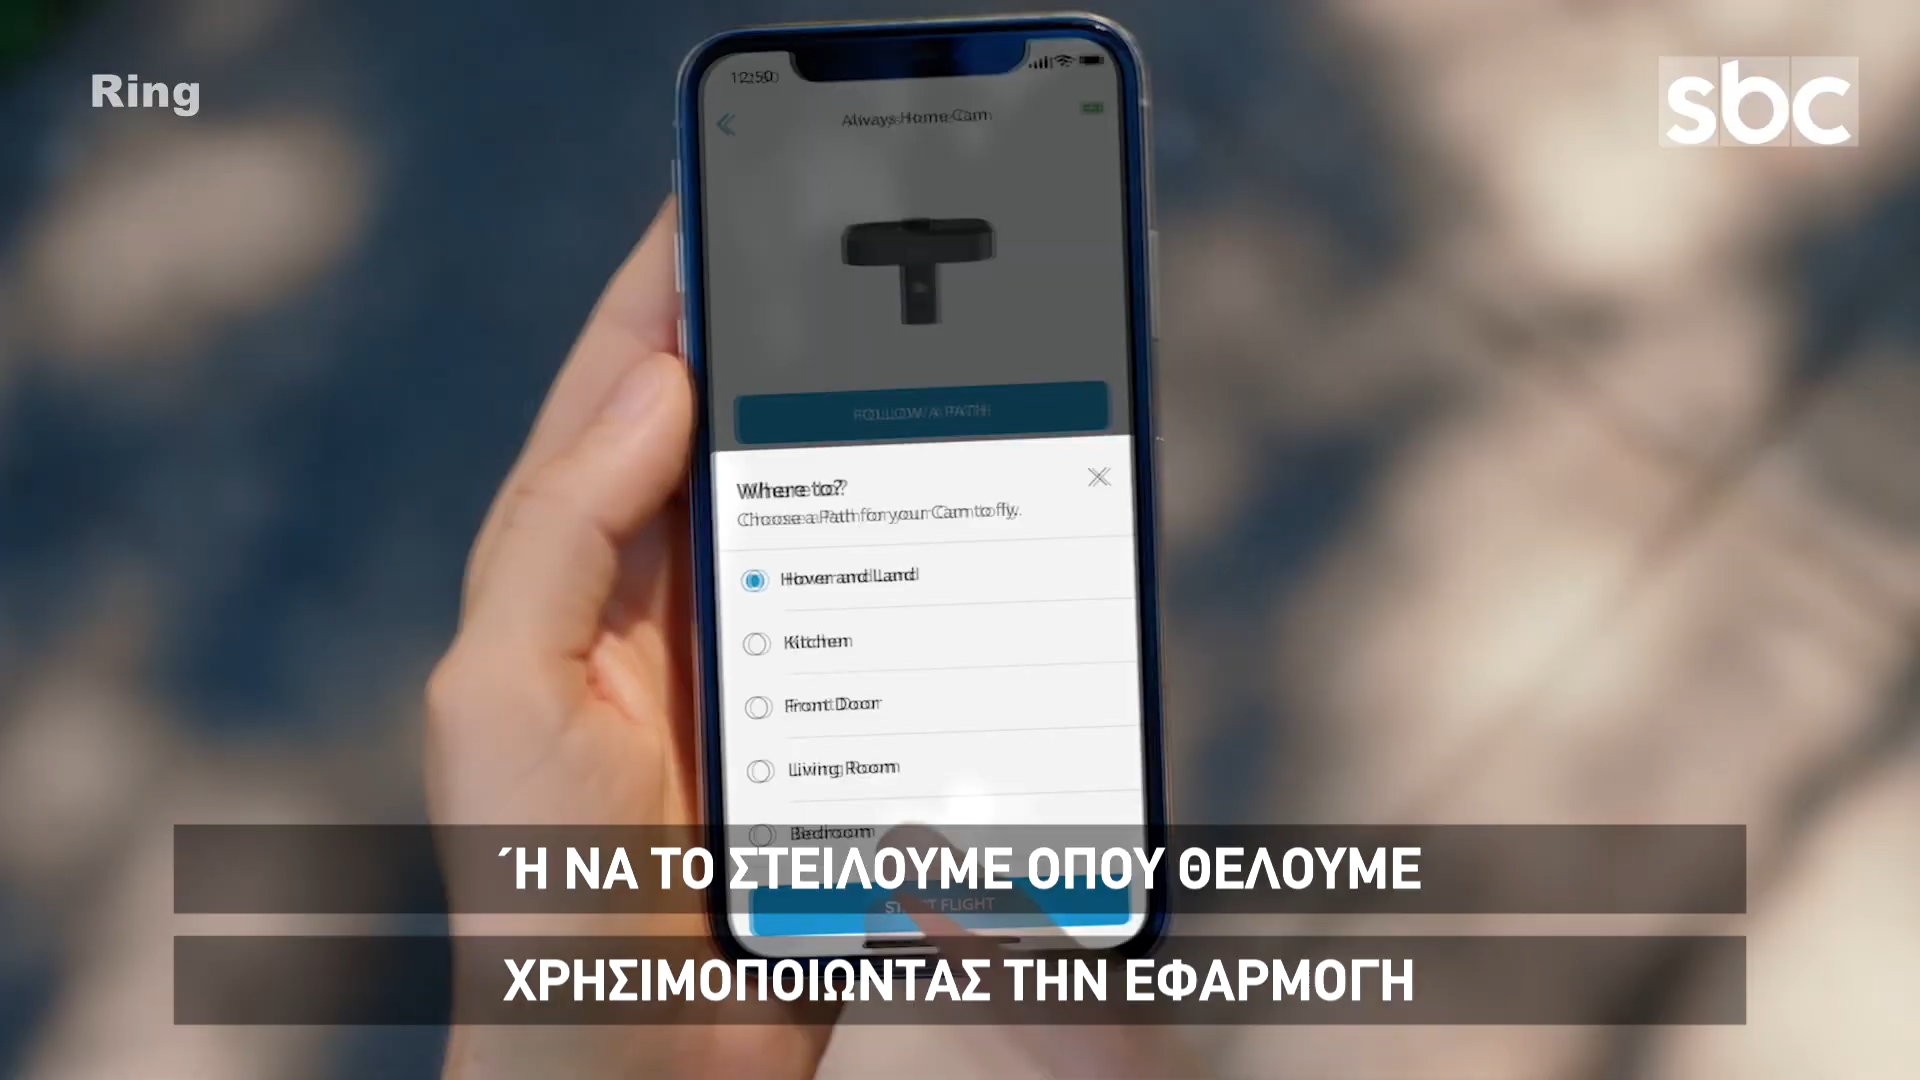 Ring
sbc
12:50
Always Home Cam
FOLLOW A PATH
Where to?
Choose a Path for your Cam to fly.
Hover and Land
Kitchen
Front Door
Living Room
Bedroom
Ή ΝΑ ΤΟ ΣΤΕΙΛΟΥΜΕ ΟΠΟΥ ΘΕΛΟΥΜΕ
START FLIGHT
ΧΡΗΣΙΜΟΠΟΙΩΝΤΑΣ ΤΗΝ ΕΦΑΡΜΟΓΗ